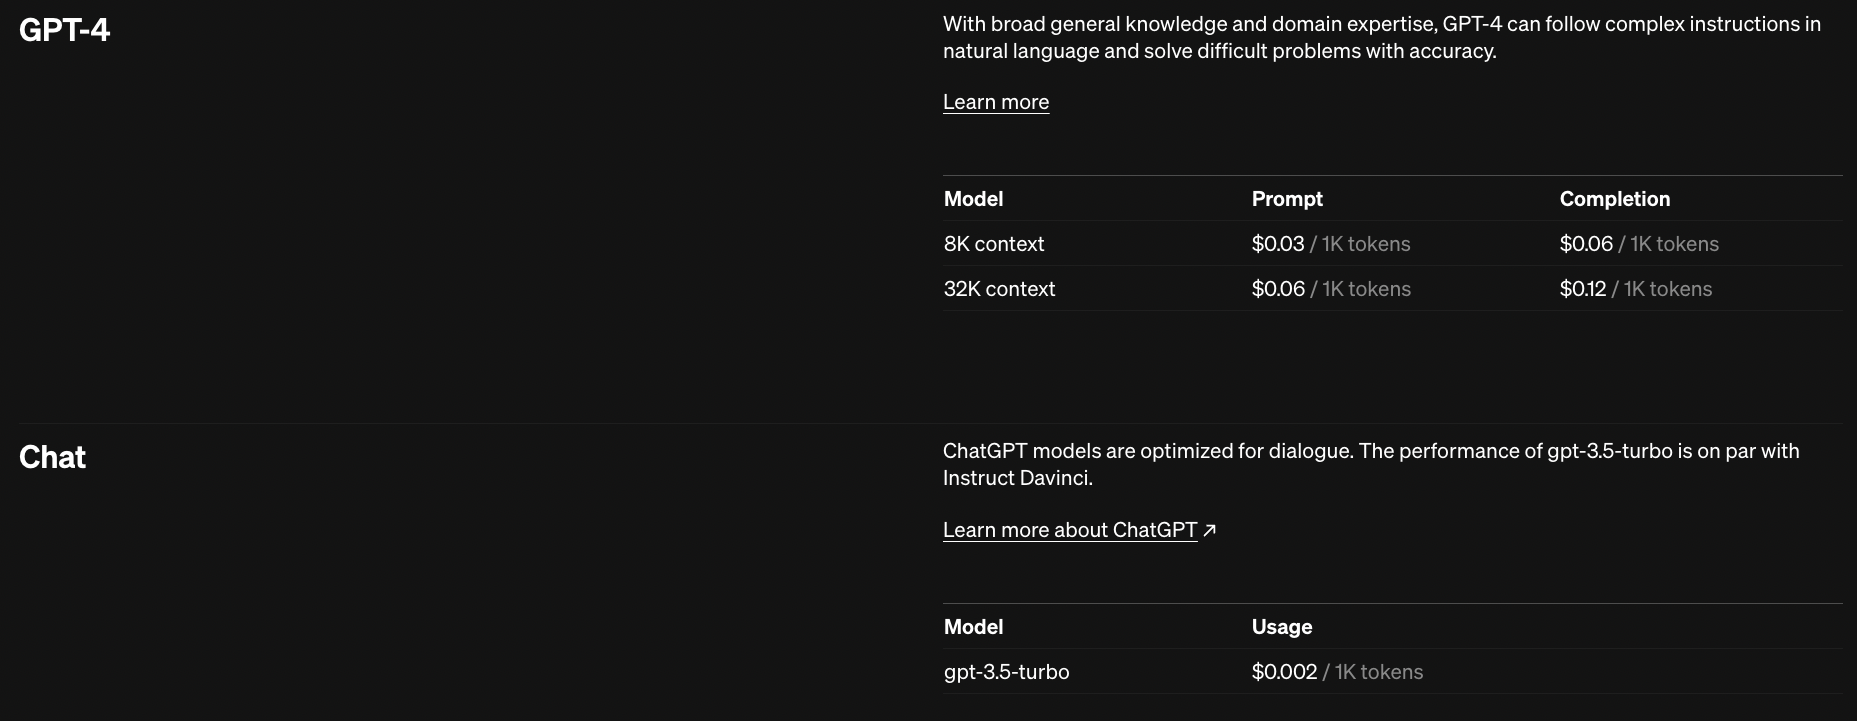 GPT-4
With broad general knowledge and domain expertise, GPT-4 can follow complex instructions in
natural language and solve difficult problems with accuracy.
Learn more
Model Prompt Completion
8K context $0.03 / 1K tokens $0.06 / 1K tokens
32K context $0.06 / 1K tokens $0.12 / 1K tokens
Chat
ChatGPT models are optimized for dialogue. The performance of gpt-3.5-turbo is on par with
Instruct Davinci.
Learn more about ChatGPT ↗
Model Usage
gpt-3.5-turbo $0.002 / 1K tokens